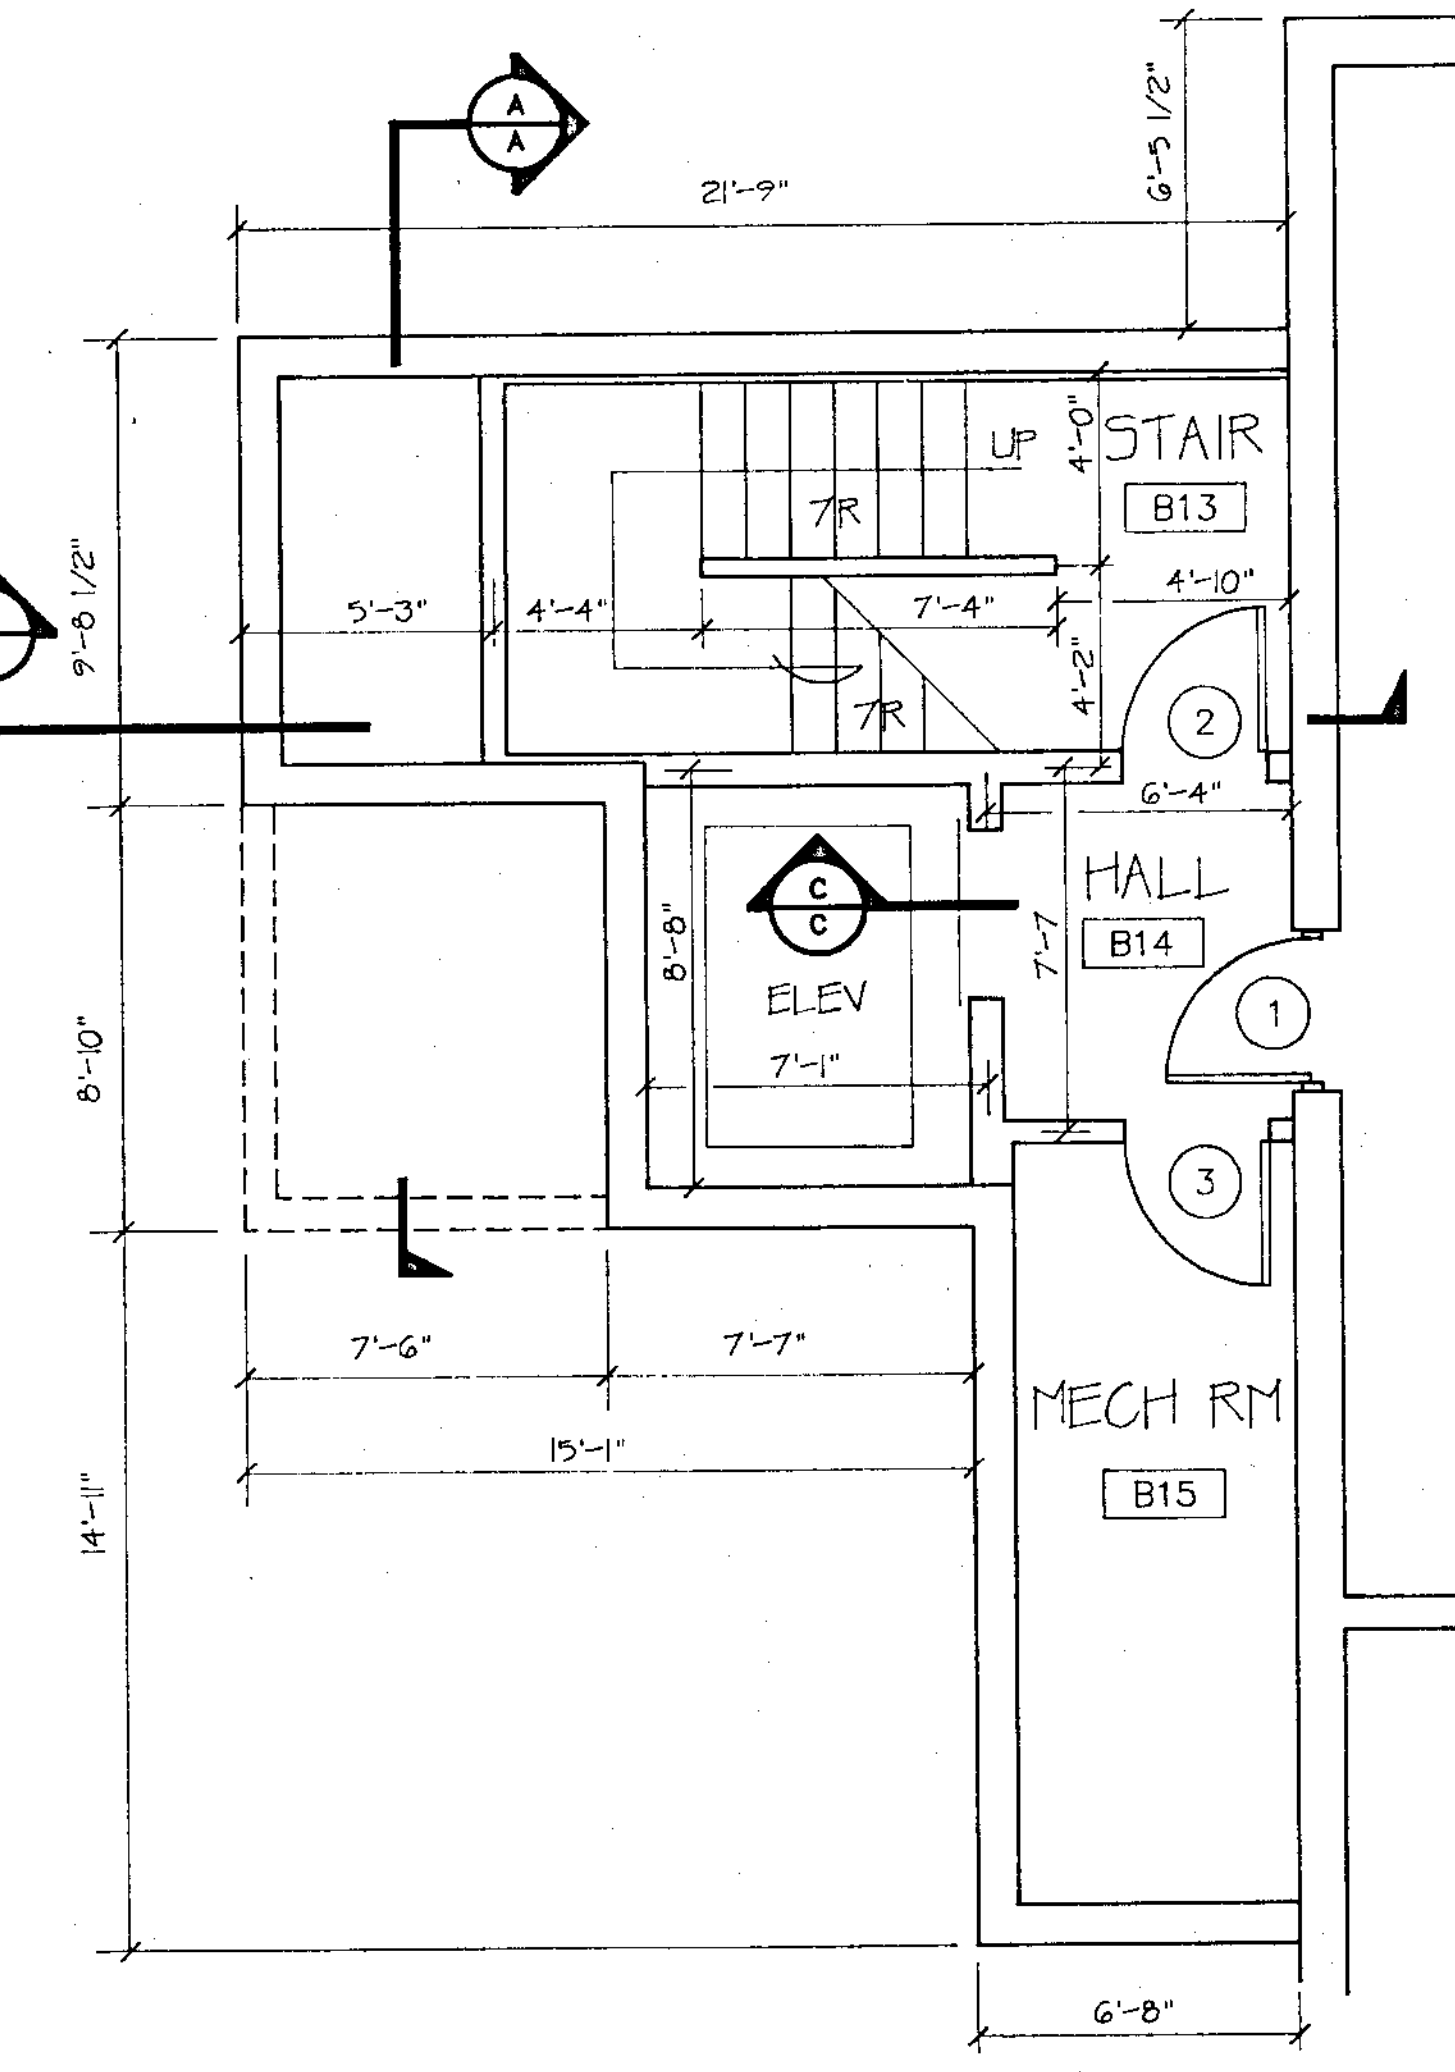 A
A
6'-5 1/2"
21'-9"
UP
4'-0"
STAIR
B13
7R
9'-8 1/2"
5'-3"
4'-4"
7'-4"
4'-10"
4'-2"
7R
2
6'-4"
C
C
HALL
B14
8'-8"
7'-7
ELEV
1
7'-1"
8'-10"
3
7'-6"
7'-7"
15'-1"
MECH RM
B15
14'-11"
6'-8"